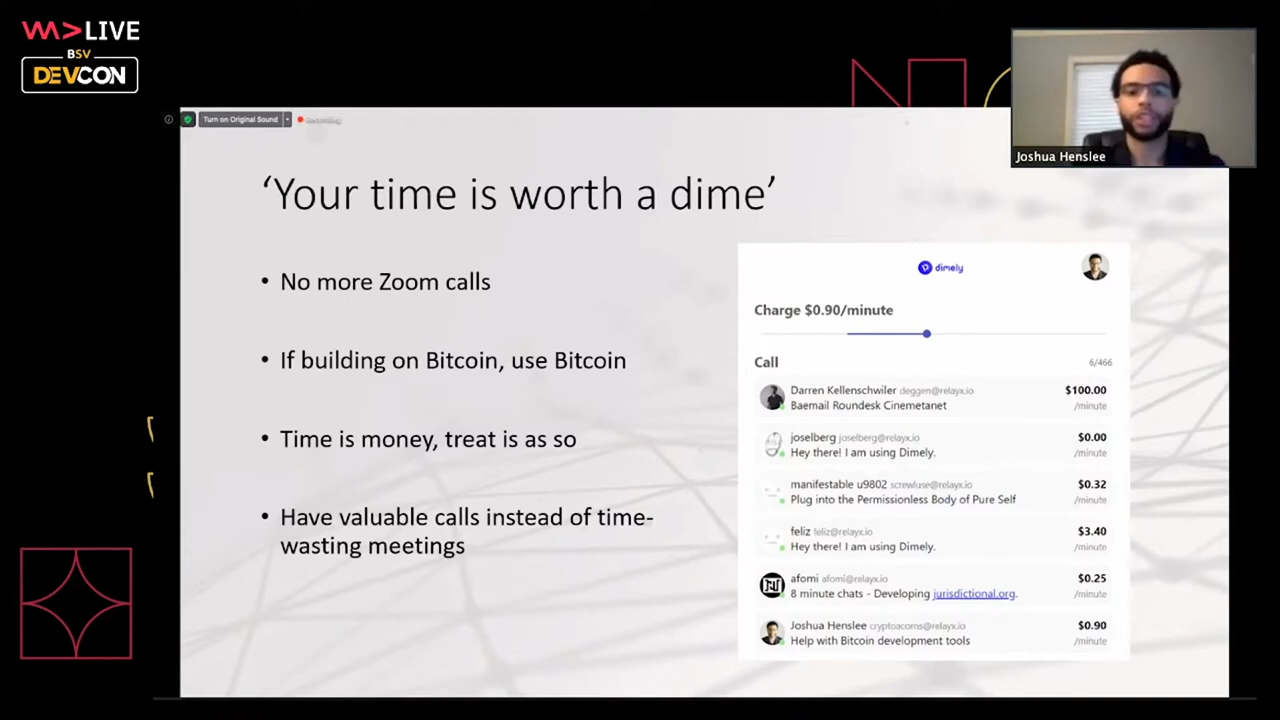 VVV>LIVE
BSV
DEVCON
Joshua Henslee
Turn on Original Sound
Recording
‘Your time is worth a dime’
• No more Zoom calls
• If building on Bitcoin, use Bitcoin
• Time is money, treat is as so
• Have valuable calls instead of time-
wasting meetings
dimely
Charge $0.90/minute
Call 6/466
Darren Kellenschwiler deggen@relayx.io $100.00
Baemail Roundesk Cinemetanet /minute
joselberg joselberg@relayx.io $0.00
Hey there! I am using Dimely. /minute
manifestable u9802 screwluse@relayx.io $0.32
Plug into the Permissionless Body of Pure Self /minute
feliz feliz@relayx.io $3.40
Hey there! I am using Dimely. /minute
afomi afomi@relayx.io $0.25
8 minute chats - Developing jurisdictional.org. /minute
Joshua Henslee cryptoacorns@relayx.io $0.90
Help with Bitcoin development tools /minute